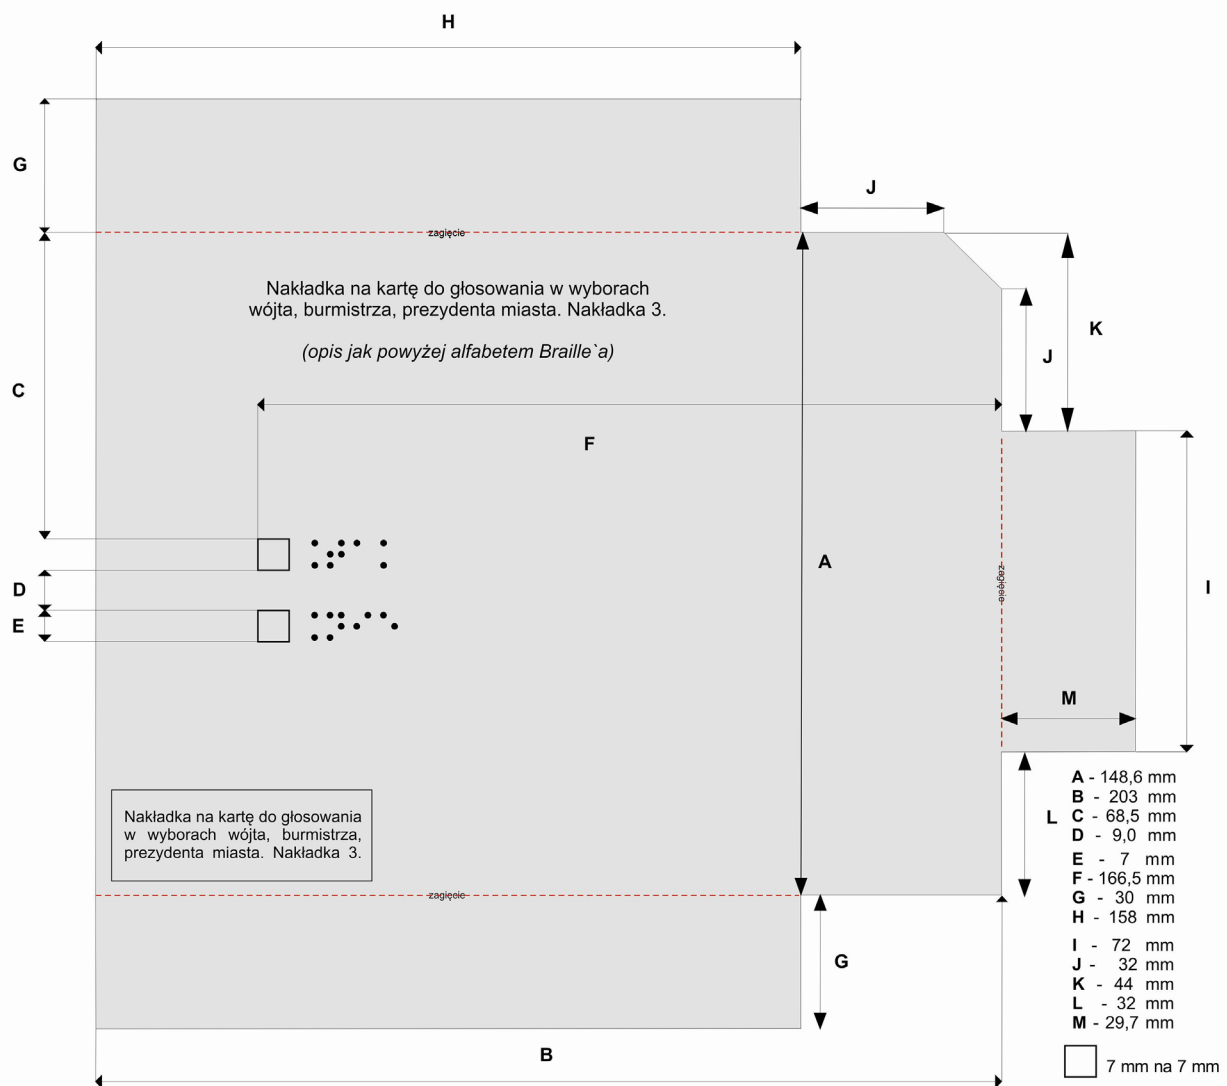 H
G
J
zagięcie
Nakładka na kartę do głosowania w wyborach
wójta, burmistrza, prezydenta miasta. Nakładka 3.
(opis jak powyżej alfabetem Braille`a)
K
J
C
F
A
zagięcie
D
I
E
M
A - 148,6 mm
B - 203 mm
L
C - 68,5 mm
D - 9,0 mm
E - 7 mm
F - 166,5 mm
G - 30 mm
H - 158 mm
I - 72 mm
J - 32 mm
K - 44 mm
L - 32 mm
M - 29,7 mm
7 mm na 7 mm
Nakładka na kartę do głosowania
w wyborach wójta, burmistrza,
prezydenta miasta. Nakładka 3.
zagięcie
G
B